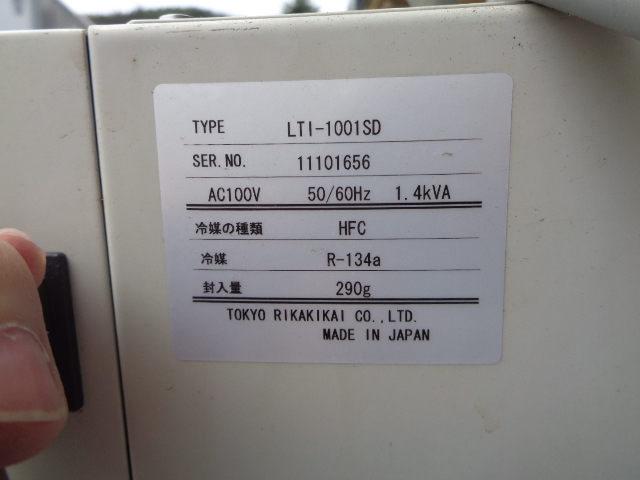 TYPE LTI-1001SD
SER.NO. 11101656
AC100V 50/60Hz 1.4kVA
冷媒の種類 HFC
冷媒 R-134a
封入量 290g
TOKYO RIKAKIKAI CO.,LTD.
MADE IN JAPAN